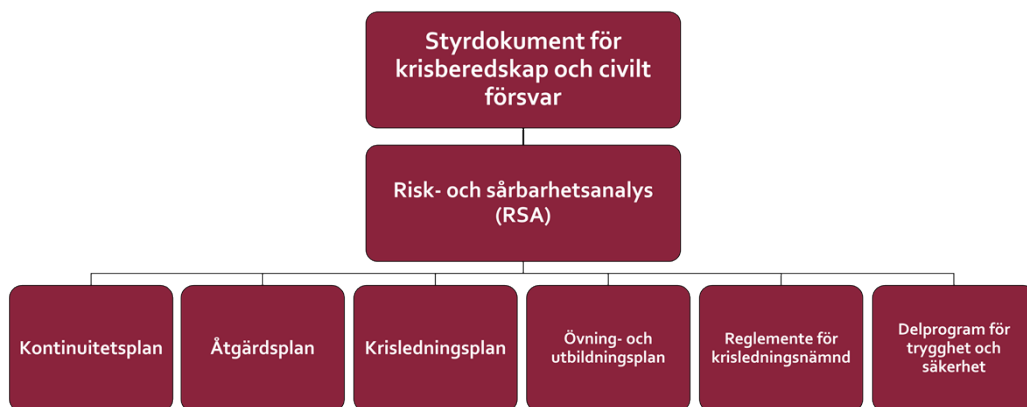 Styrdokument för
krisberedskap och civilt
försvar
Risk- och sårbarhetsanalys
(RSA)
Kontinuitetsplan
Åtgärdsplan
Krisledningsplan
Övning- och
utbildningsplan
Reglemente för
krisledningsnämnd
Delprogram för
trygghet och
säkerhet